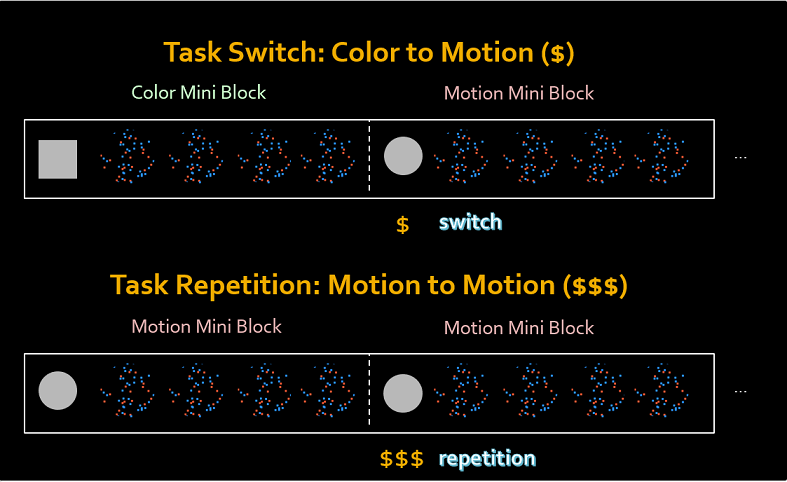 Task Switch: Color to Motion ($)
Color Mini Block Motion Mini Block
...
$ switch
Task Repetition: Motion to Motion ($$$)
Motion Mini Block Motion Mini Block
...
$$$ repetition